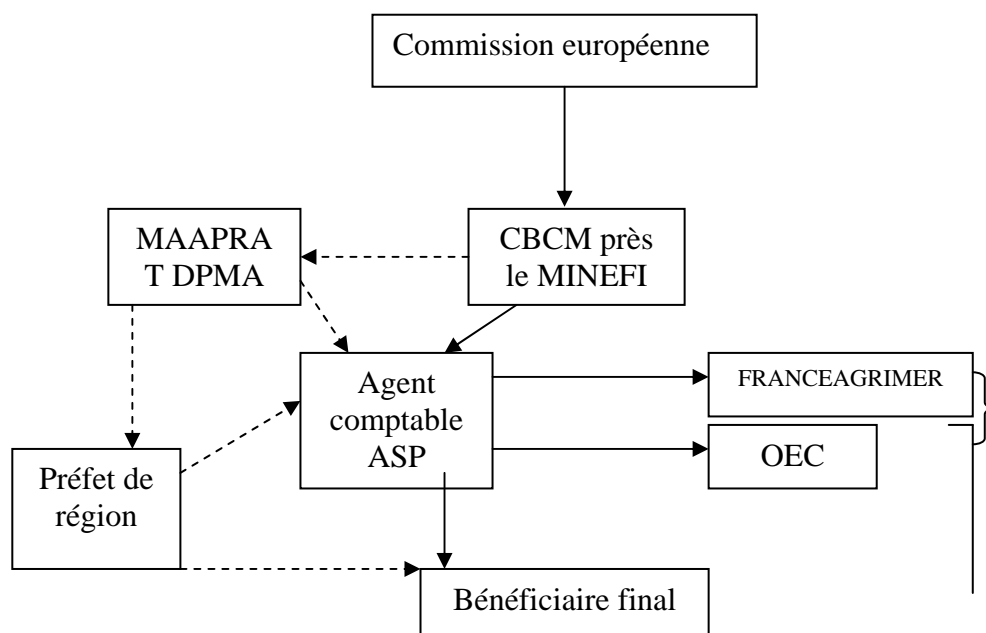 Commission européenne
MAAPRA
T DPMA
CBCM près
le MINEFI
Agent
comptable
ASP
FRANCEAGRIMER
OEC
Préfet de
région
Bénéficiaire final